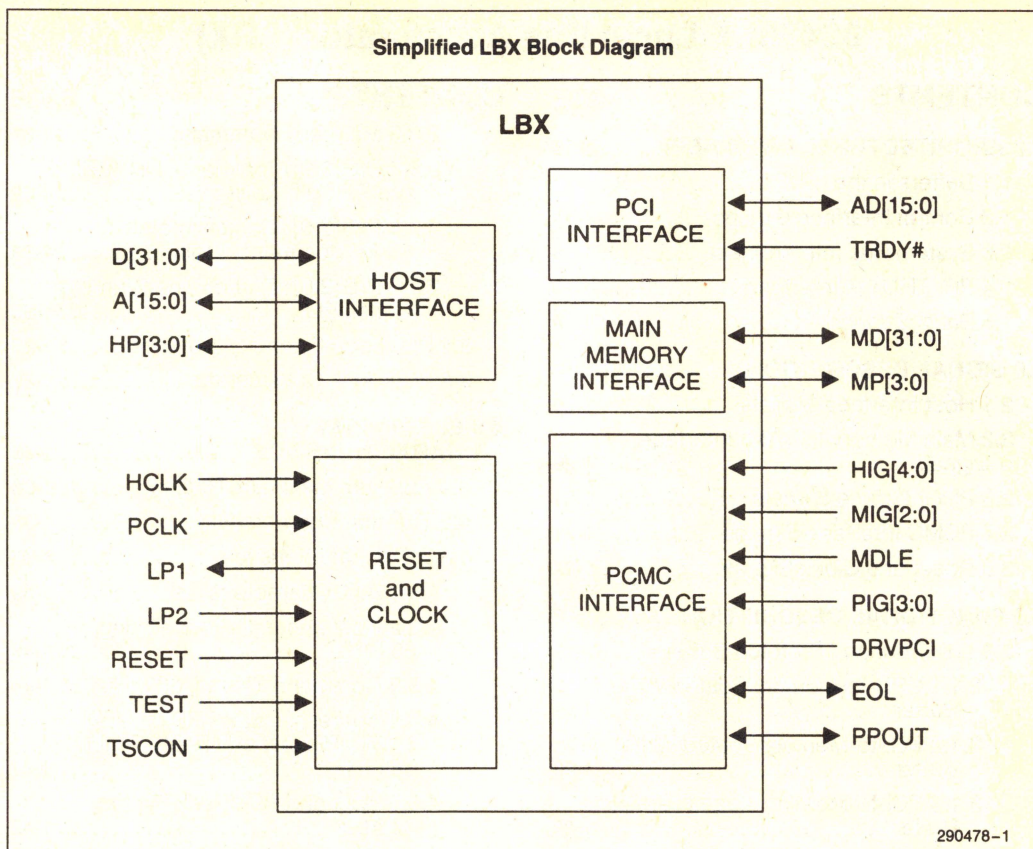 Simplified LBX Block Diagram
LBX
D[31:0]
A[15:0]
HP[3:0]
HOST
INTERFACE
PCI
INTERFACE
AD[15:0]
TRDY#
MAIN
MEMORY
INTERFACE
MD[31:0]
MP[3:0]
HCLK
PCLK
LP1
LP2
RESET
TEST
TSCON
RESET
and
CLOCK
PCMC
INTERFACE
HIG[4:0]
MIG[2:0]
MDLE
PIG[3:0]
DRVPCI
EOL
PPOUT
290478–1